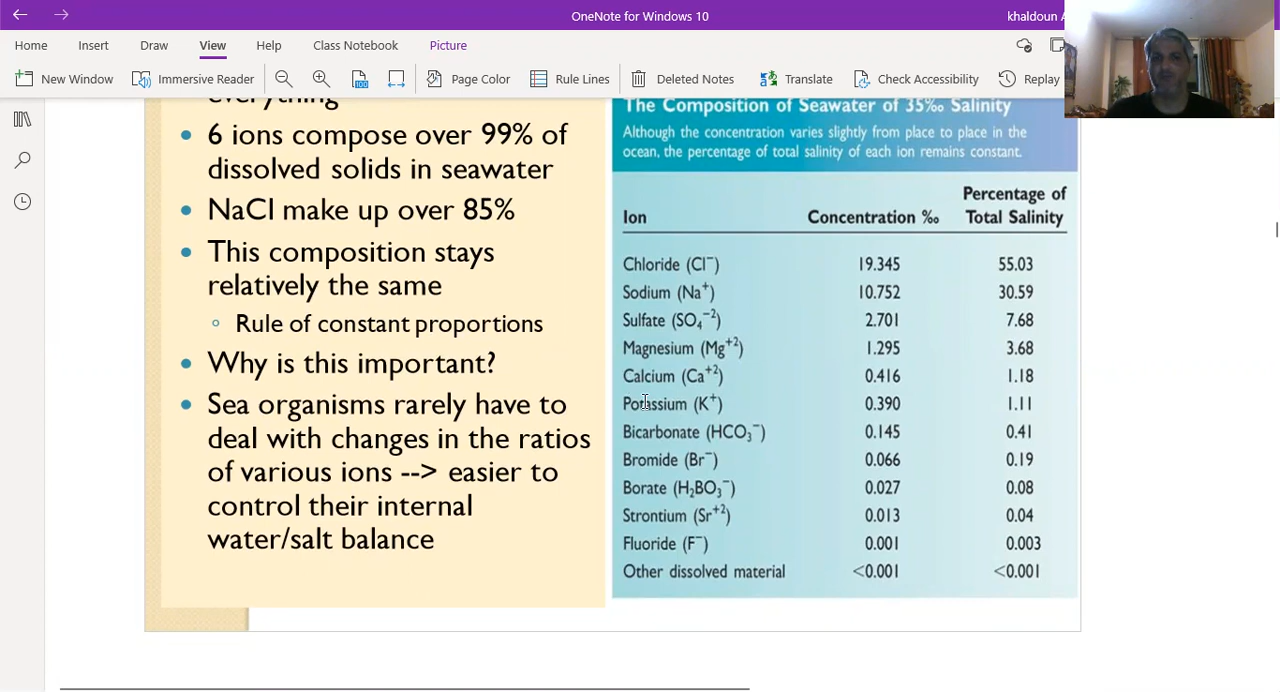 OneNote for Windows 10
khaldoun
Home Insert Draw View Help Class Notebook Picture
New Window Immersive Reader Page Color Rule Lines Deleted Notes Translate Check Accessibility Replay
everything
• 6 ions compose over 99% of
dissolved solids in seawater
• NaCl make up over 85%
• This composition stays
relatively the same
◦ Rule of constant proportions
• Why is this important?
• Sea organisms rarely have to
deal with changes in the ratios
of various ions --> easier to
control their internal
water/salt balance
The Composition of Seawater of 35‰ Salinity
Although the concentration varies slightly from place to place in the
ocean, the percentage of total salinity of each ion remains constant.
Percentage of
Ion Concentration ‰ Total Salinity
Chloride (Cl⁻) 19.345 55.03
Sodium (Na⁺) 10.752 30.59
Sulfate (SO₄⁻²) 2.701 7.68
Magnesium (Mg⁺²) 1.295 3.68
Calcium (Ca⁺²) 0.416 1.18
Potassium (K⁺) 0.390 1.11
Bicarbonate (HCO₃⁻) 0.145 0.41
Bromide (Br⁻) 0.066 0.19
Borate (H₂BO₃⁻) 0.027 0.08
Strontium (Sr⁺²) 0.013 0.04
Fluoride (F⁻) 0.001 0.003
Other dissolved material <0.001 <0.001